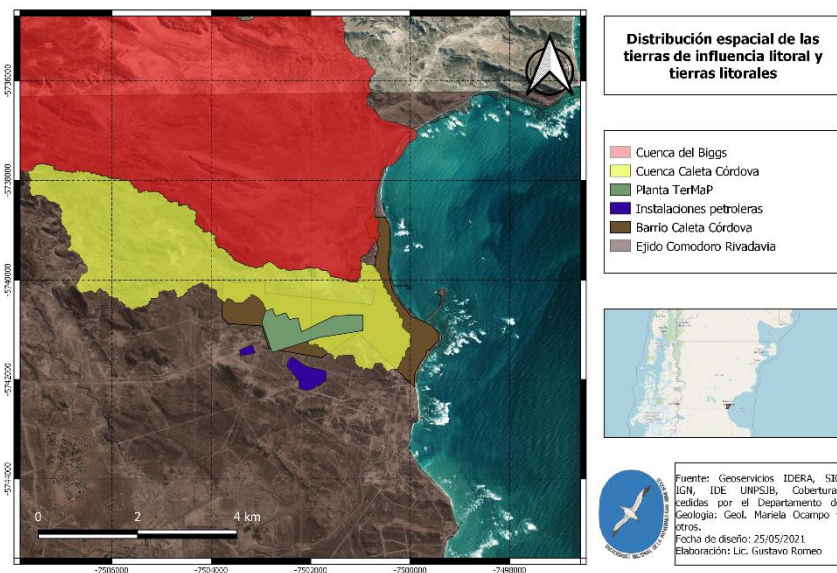 Distribución espacial de las
tierras de influencia litoral y
tierras litorales
Cuenca del Biggs
Cuenca Caleta Córdova
Planta TerMaP
Instalaciones petroleras
Barrio Caleta Córdova
Ejido Comodoro Rivadavia
-5736000
-5738000
-5740000
-5742000
-5744000
0 2 4 km
-7506000 -7504000 -7502000 -7500000 -7498000
Fuente: Geoservicios IDERA, SIG
IGN, IDE UNPSJB, Cobertura
cedidas por el Departamento de
Geología: Geol. Mariela Ocampo
otros.
Fecha de diseño: 25/05/2021
Elaboración: Lic. Gustavo Romeo